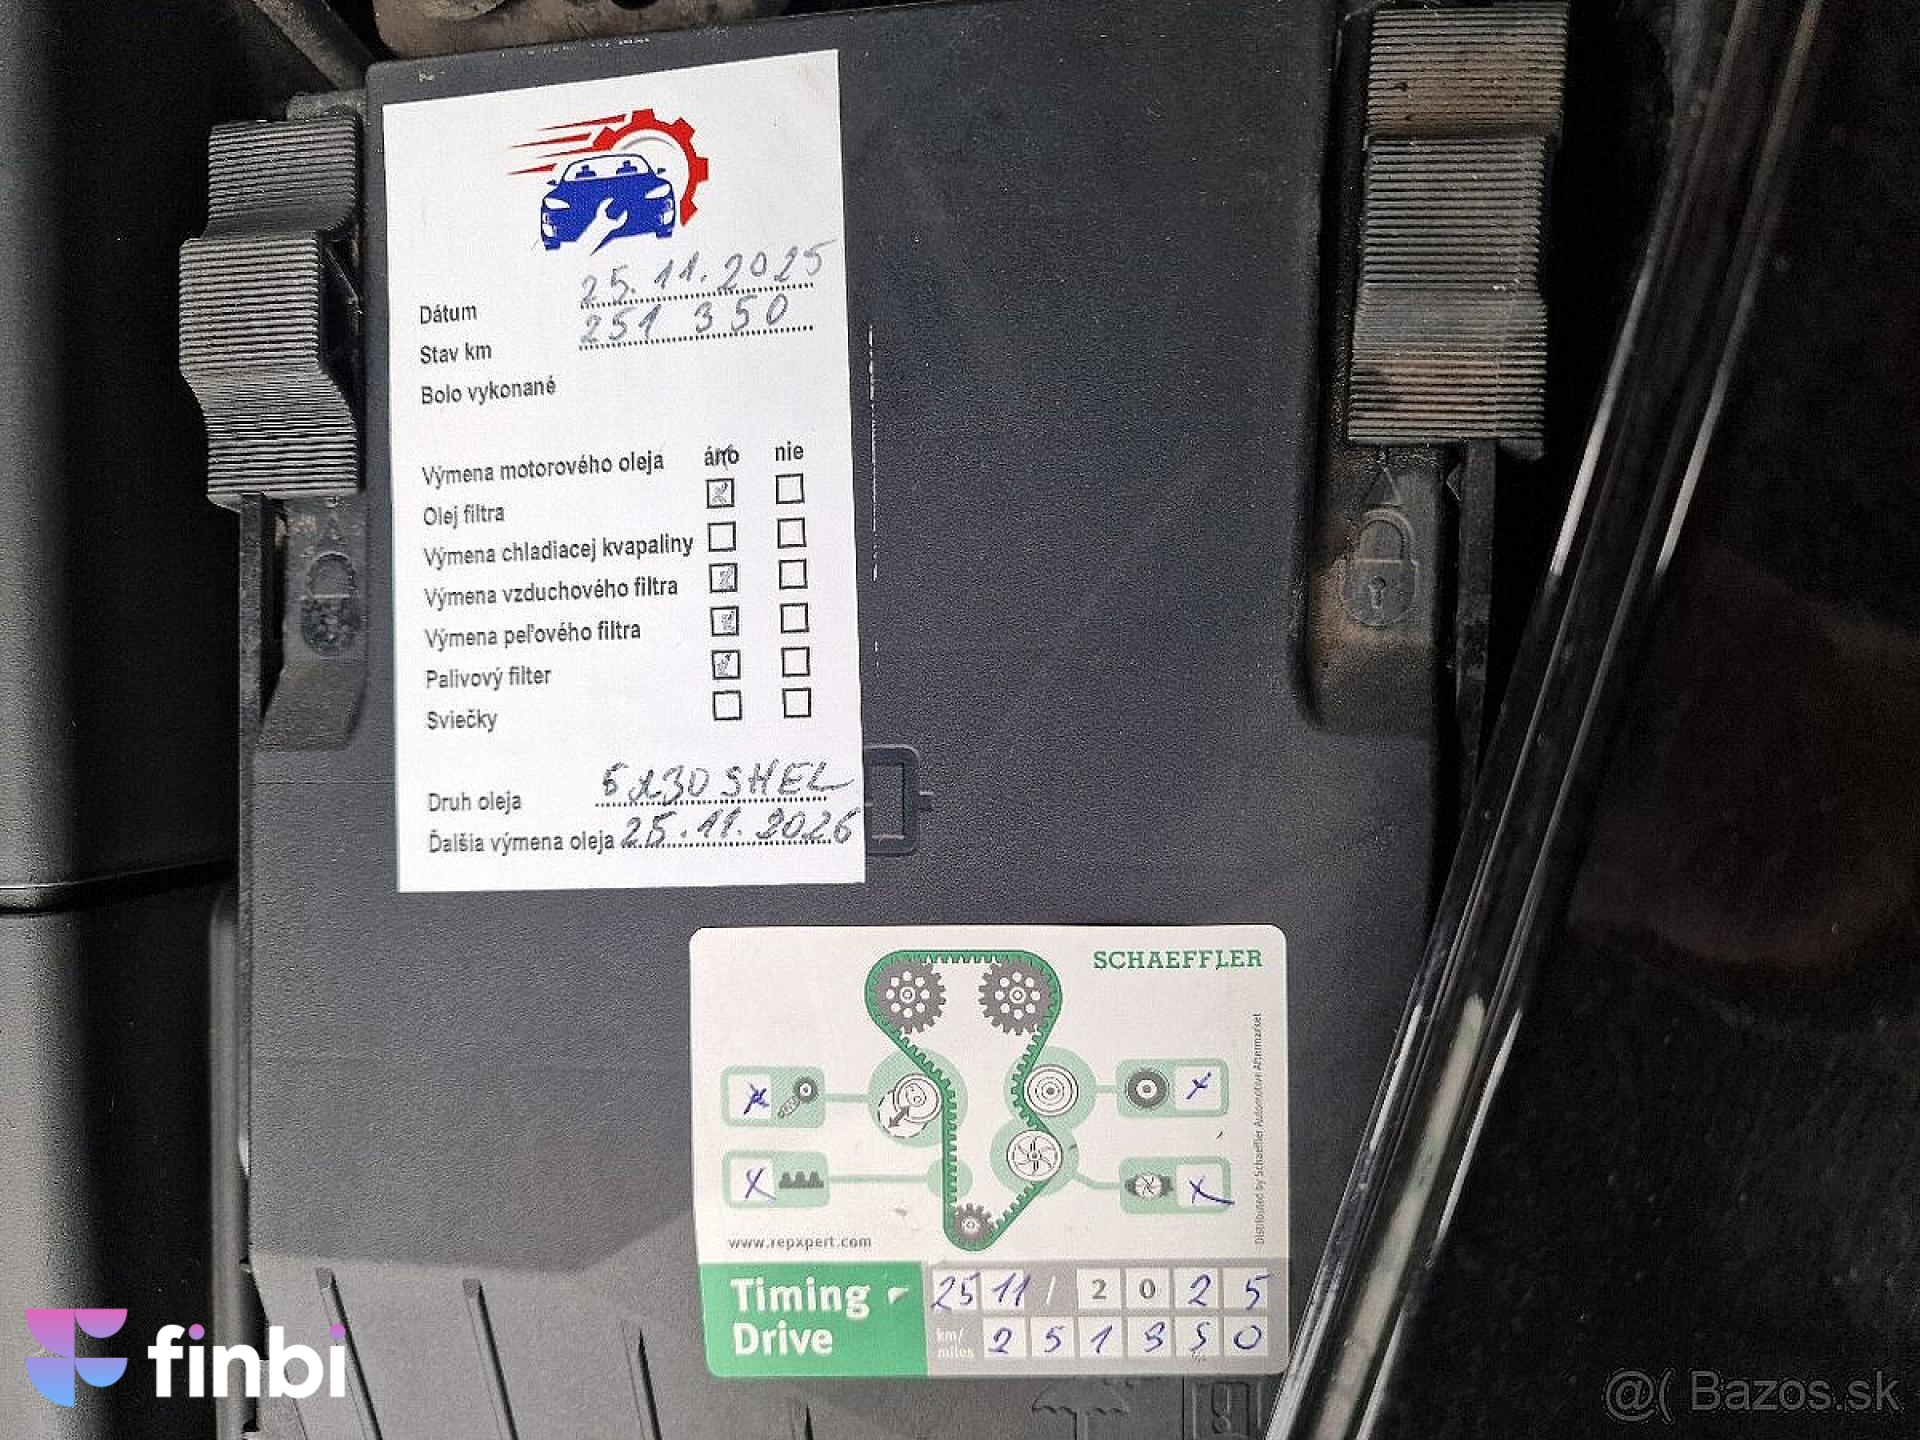 Dátum 25.11.2025
Stav km 251 350
Bolo vykonané
áno nie
Výmena motorového oleja
Olej filtra
Výmena chladiacej kvapaliny
Výmena vzduchového filtra
Výmena peľového filtra
Palivový filter
Sviečky
Druh oleja 5W30 SHEL
Ďalšia výmena oleja 25.11.2026
SCHAEFFLER
Distributed by Schaeffler Automotive Aftermarket
www.repxpert.com
Timing Drive
25 11 / 2025
km/miles 251350
finbi
@( Bazos.sk